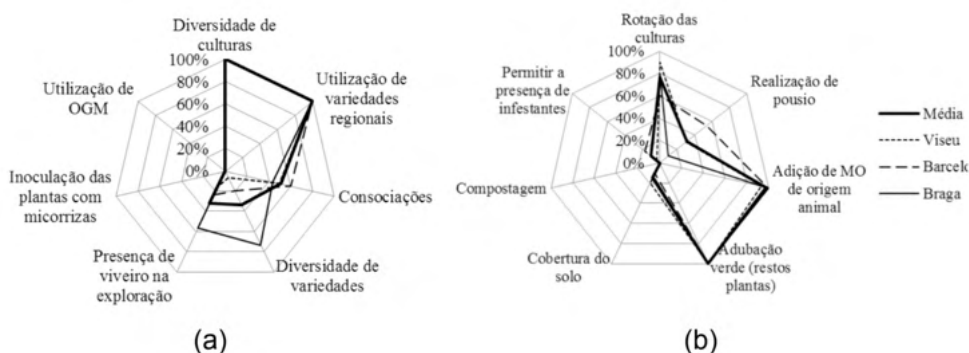 Diversidade de
culturas
100%
80%
60%
40%
20%
0%
Utilização de
variedades
regionais
Consociações
Diversidade de
variedades
Presença de
viveiro na
exploração
Inoculação das
plantas com
micorrizas
Utilização de
OGM
(a)
Rotação das
culturas
100%
80%
60%
40%
20%
0%
Realização de
pousio
Adição de MO
de origem
animal
Adubação
verde (restos
plantas)
Cobertura do
solo
Compostagem
Permitir a
presença de
infestantes
(b)
Média
Viseu
Barcek
Braga